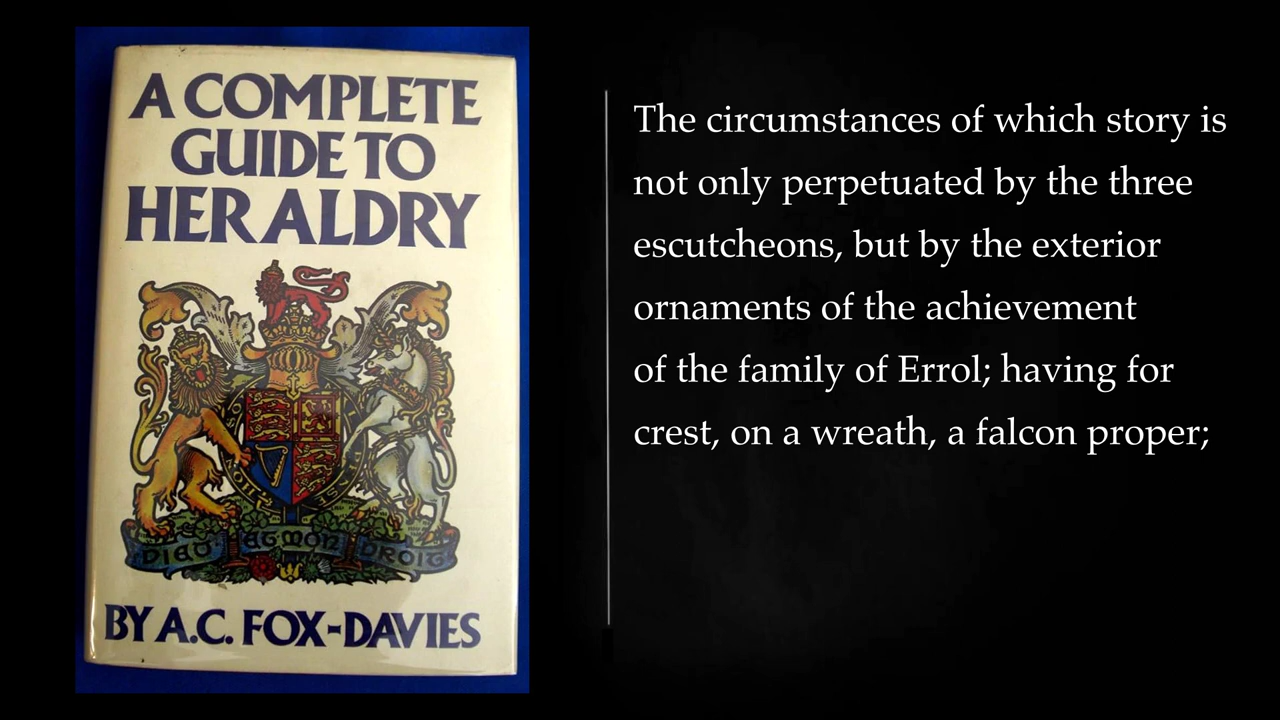 A COMPLETE
GUIDE TO
HERALDRY
DIEU ET MON DROIT
BY A.C. FOX-DAVIES
The circumstances of which story is
not only perpetuated by the three
escutcheons, but by the exterior
ornaments of the achievement
of the family of Errol; having for
crest, on a wreath, a falcon proper;